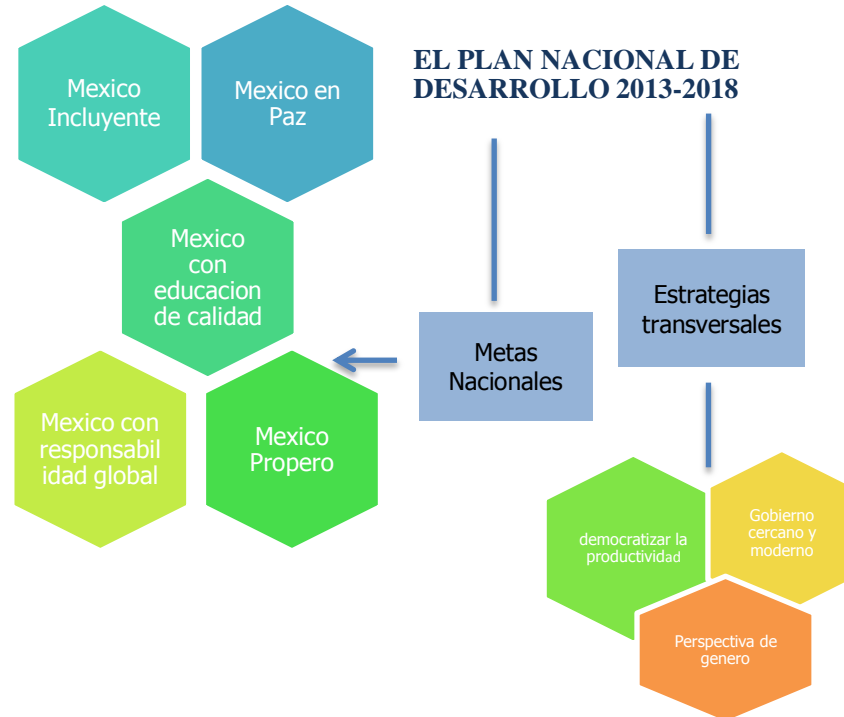 EL PLAN NACIONAL DE
DESARROLLO 2013-2018
Mexico
Incluyente
Mexico en
Paz
Mexico
con
educacion
de calidad
Mexico con
responsabil
idad global
Mexico
Propero
Metas
Nacionales
Estrategias
transversales
democratizar la
productividad
Gobierno
cercano y
moderno
Perspectiva de
genero